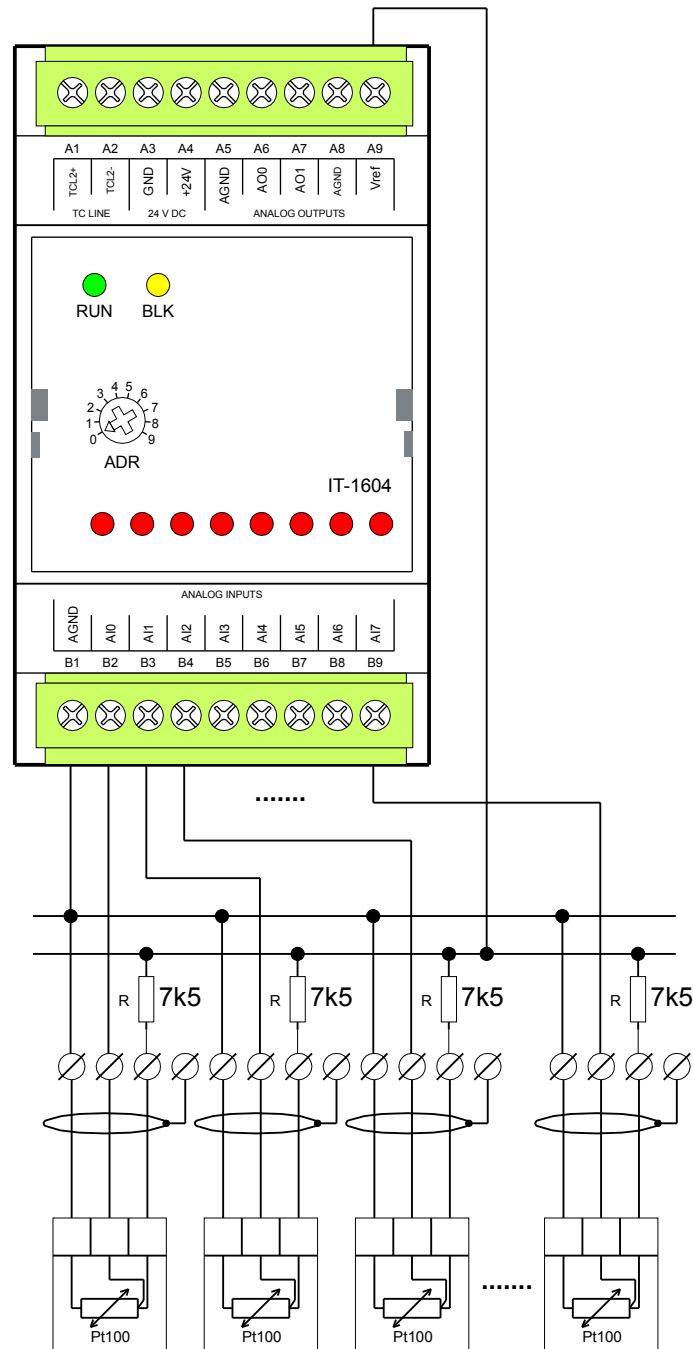 A1 A2 A3 A4 A5 A6 A7 A8 A9
TCL2+ TCL2- GND +24V AGND AO0 AO1 AGND Vref
TC LINE 24 V DC ANALOG OUTPUTS
RUN BLK
0 1 2 3 4 5 6 7 8 9
ADR
IT-1604
ANALOG INPUTS
AGND AI0 AI1 AI2 AI3 AI4 AI5 AI6 AI7
B1 B2 B3 B4 B5 B6 B7 B8 B9
.......
R 7k5 R 7k5 R 7k5 R 7k5
.......
Pt100 Pt100 Pt100 Pt100